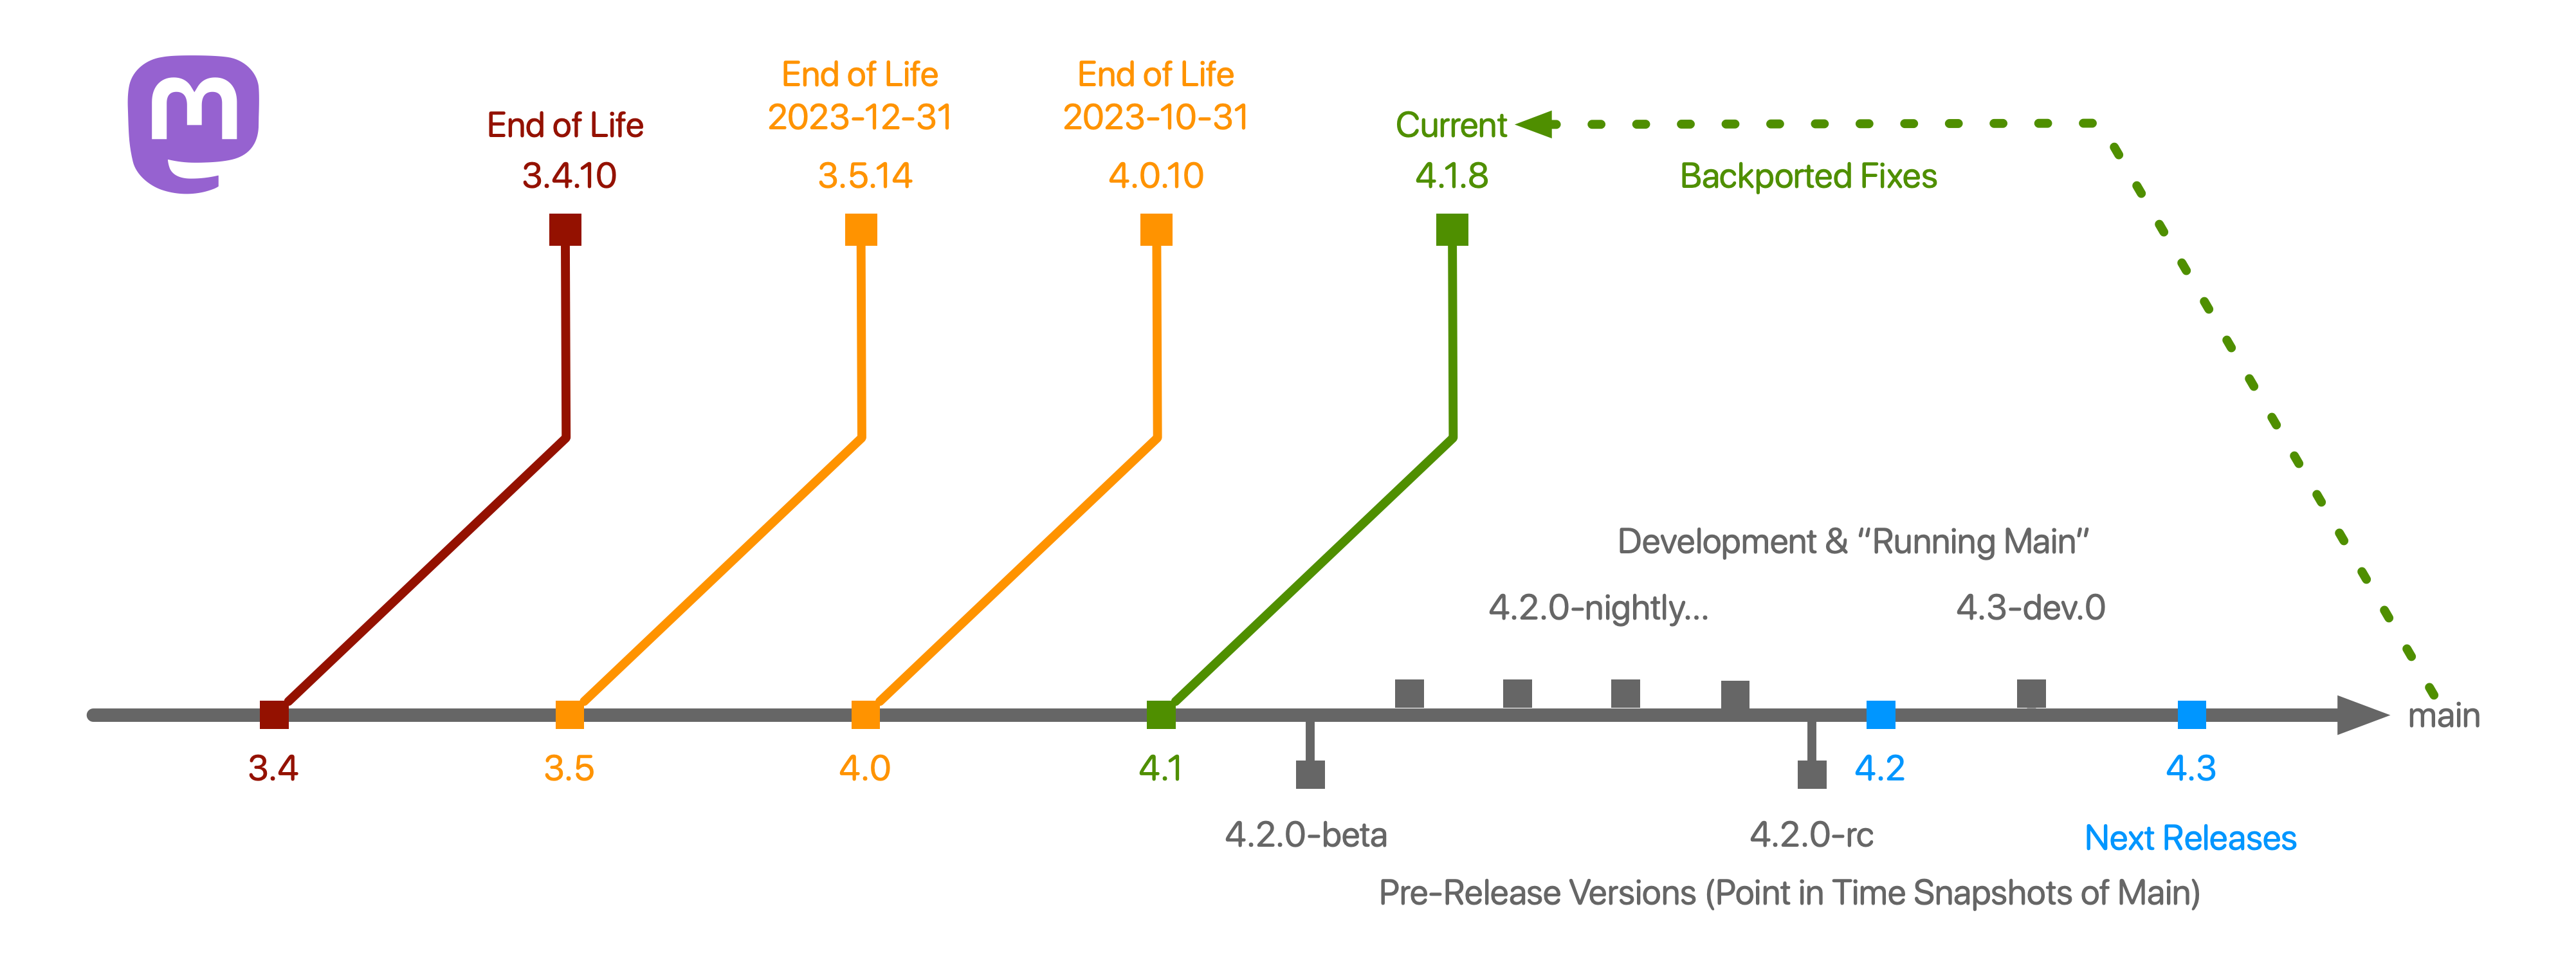 End of Life
3.4.10
End of Life
2023-12-31
3.5.14
End of Life
2023-10-31
4.0.10
Current
4.1.8
Backported Fixes
Development & “Running Main”
4.2.0-nightly...
4.3-dev.0
main
3.4
3.5
4.0
4.1
4.2
4.3
4.2.0-beta
4.2.0-rc
Next Releases
Pre-Release Versions (Point in Time Snapshots of Main)